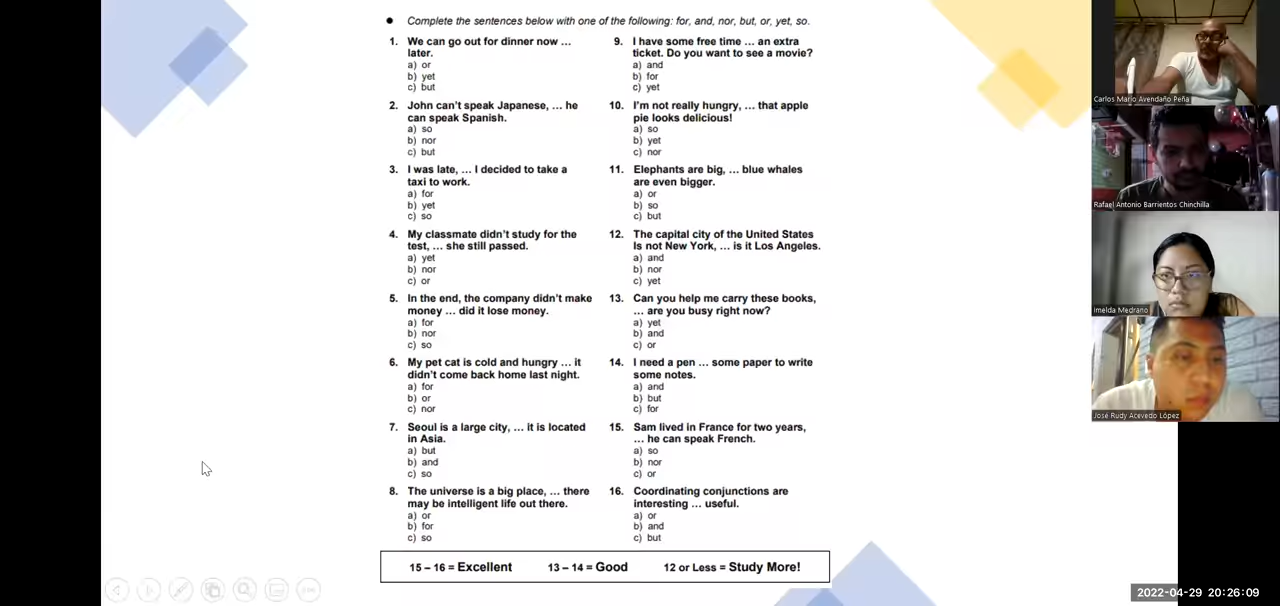 Complete the sentences below with one of the following: for, and, nor, but, or, yet, so.
1. We can go out for dinner now …
later.
a) or
b) yet
c) but
2. John can't speak Japanese, … he
can speak Spanish.
a) so
b) nor
c) but
3. I was late, … I decided to take a
taxi to work.
a) for
b) yet
c) so
4. My classmate didn't study for the
test, … she still passed.
a) yet
b) nor
c) or
5. In the end, the company didn't make
money … did it lose money.
a) for
b) nor
c) so
6. My pet cat is cold and hungry … it
didn't come back home last night.
a) for
b) or
c) nor
7. Seoul is a large city, … it is located
in Asia.
a) but
b) and
c) so
8. The universe is a big place, … there
may be intelligent life out there.
a) or
b) for
c) so
9. I have some free time … an extra
ticket. Do you want to see a movie?
a) and
b) for
c) yet
10. I'm not really hungry, … that apple
pie looks delicious!
a) so
b) yet
c) nor
11. Elephants are big, … blue whales
are even bigger.
a) or
b) so
c) but
12. The capital city of the United States
Is not New York, … is it Los Angeles.
a) and
b) nor
c) yet
13. Can you help me carry these books,
… are you busy right now?
a) yet
b) and
c) or
14. I need a pen … some paper to write
some notes.
a) and
b) but
c) for
15. Sam lived in France for two years,
… he can speak French.
a) so
b) nor
c) or
16. Coordinating conjunctions are
interesting … useful.
a) or
b) and
c) but
15 – 16 = Excellent 13 – 14 = Good 12 or Less = Study More!
Carlos Mario Avendaño Peña
Rafael Antonio Barrientos Chinchilla
Imelda Medrano
José Rudy Acevedo López
2022-04-29 20:26:09